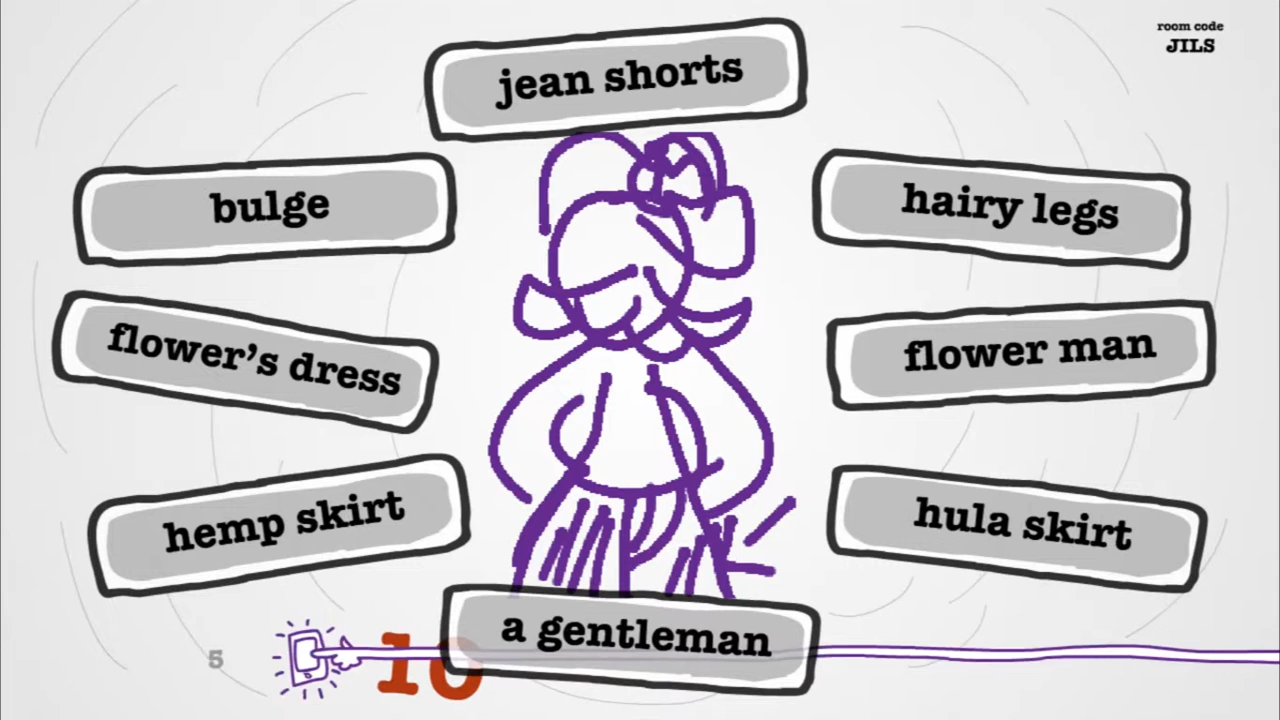 room code
JILS
jean shorts
bulge
hairy legs
flower's dress
flower man
hemp skirt
hula skirt
a gentleman
5
10